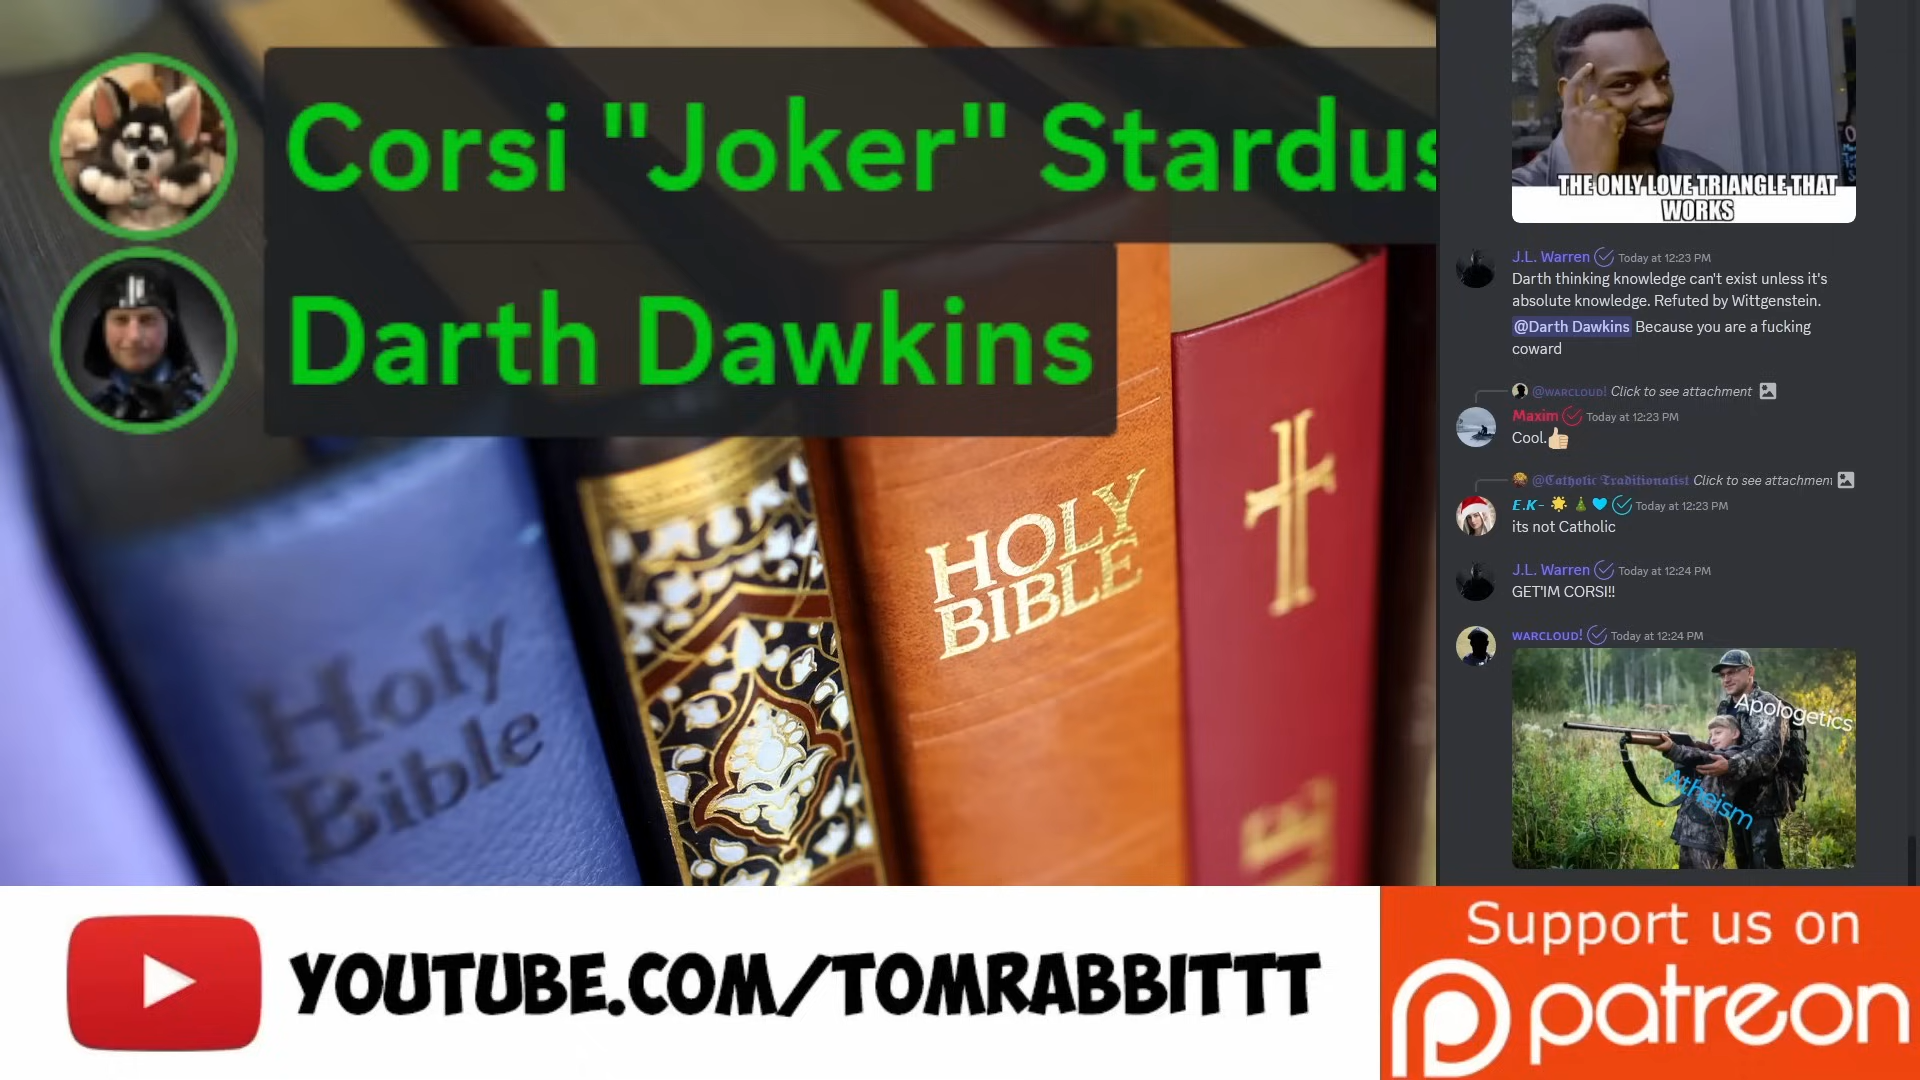 Corsi "Joker" Stardus
Darth Dawkins
Holy
Bible
HOLY
BIBLE
THE ONLY LOVE TRIANGLE THAT
WORKS
J.L. Warren Today at 12:23 PM
Darth thinking knowledge can't exist unless it's
absolute knowledge. Refuted by Wittgenstein.
@Darth Dawkins Because you are a fucking
coward
@WARCLOUD! Click to see attachment
Maxim Today at 12:23 PM
Cool.
@𝕮𝖆𝖙𝖍𝖔𝖑𝖎𝖈 𝕿𝖗𝖆𝖉𝖎𝖙𝖎𝖔𝖓𝖆𝖑𝖎𝖘𝖙 Click to see attachment
E.K- Today at 12:23 PM
its not Catholic
J.L. Warren Today at 12:24 PM
GET'IM CORSI!!
WARCLOUD! Today at 12:24 PM
Apologetics
Atheism
YOUTUBE.COM/TOMRABBITTT
Support us on
patreon